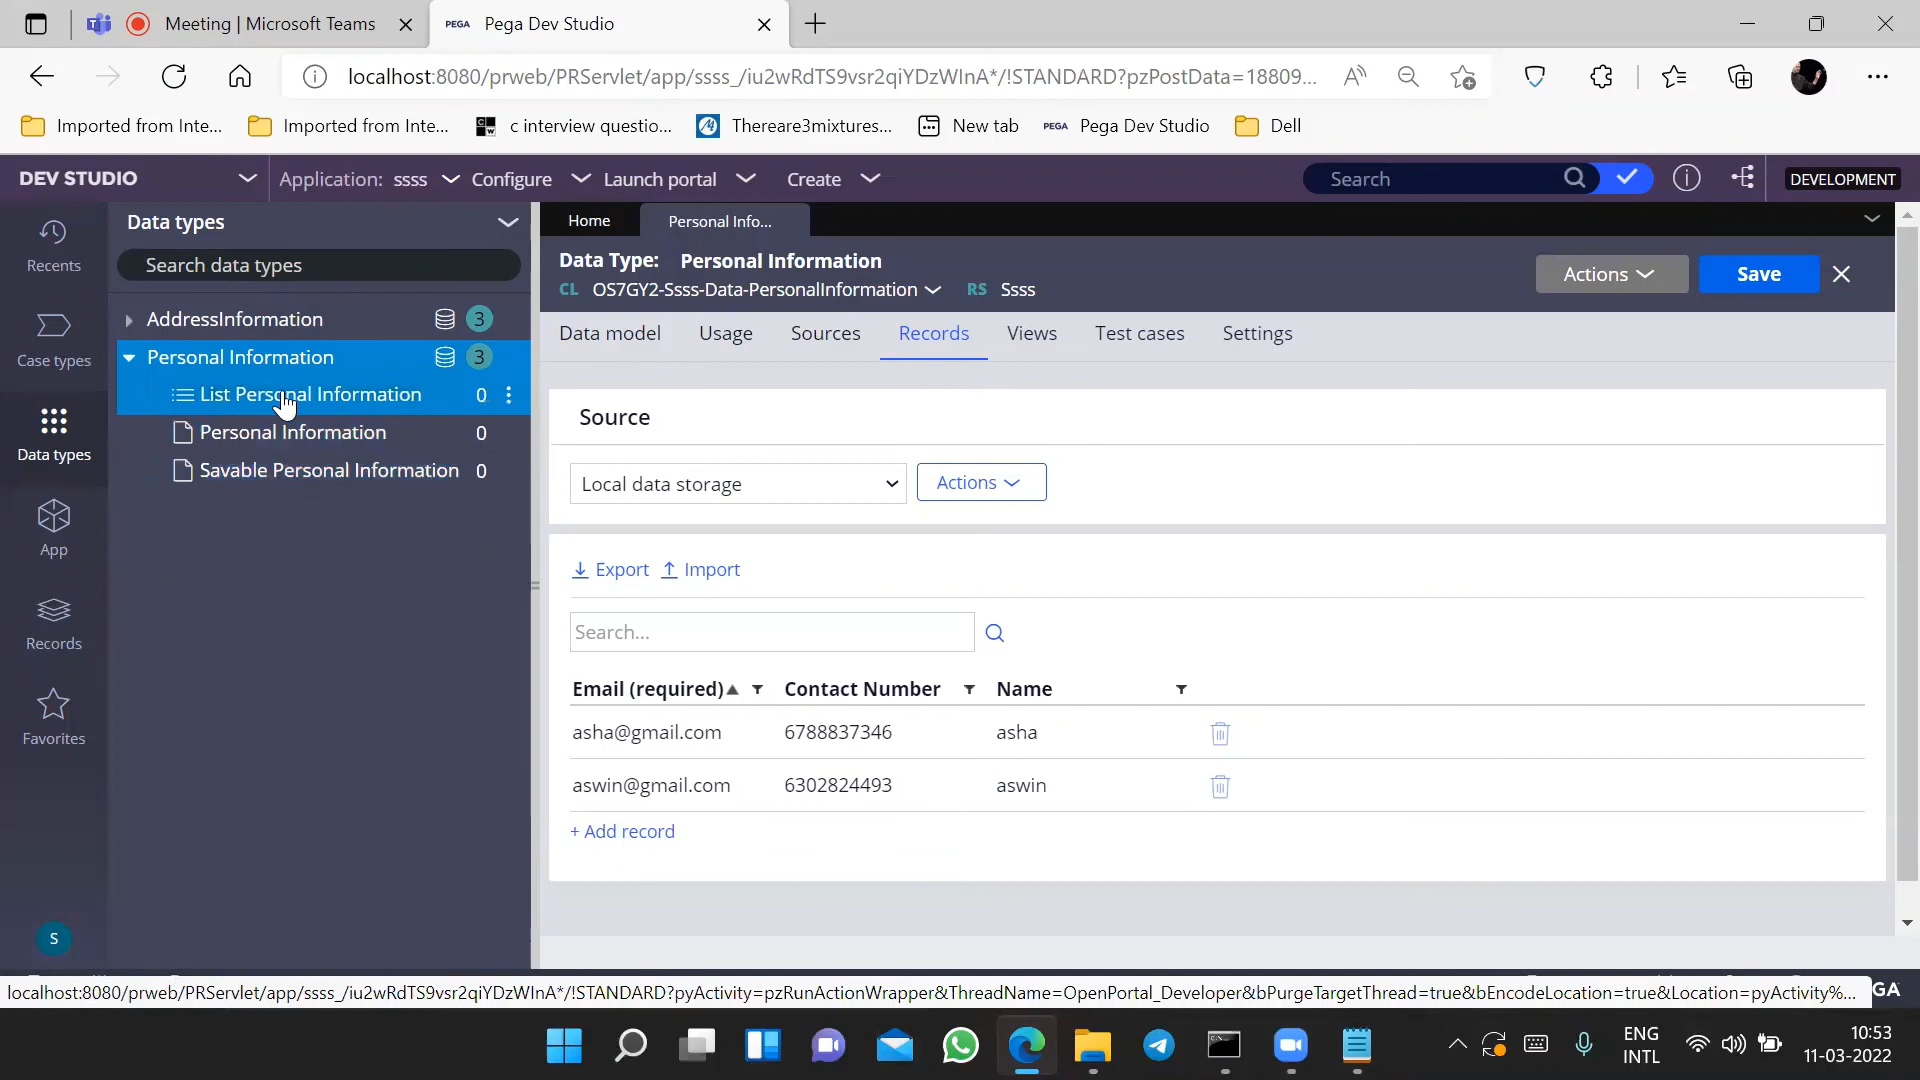 Meeting | Microsoft Teams
PEGA Pega Dev Studio
localhost:8080/prweb/PRServlet/app/ssss_/iu2wRdTS9vsr2qiYDzWInA*/!STANDARD?pzPostData=18809...
Imported from Inte... Imported from Inte... c interview questio... Thereare3mixtures... New tab PEGA Pega Dev Studio Dell
DEV STUDIO Application: ssss Configure Launch portal Create Search DEVELOPMENT
Recents
Case types
Data types
App
Records
Favorites
S
Data types
Search data types
AddressInformation 3
Personal Information 3
List Personal Information 0
Personal Information 0
Savable Personal Information 0
Home Personal Info...
Data Type: Personal Information
CL OS7GY2-Ssss-Data-PersonalInformation RS Ssss
Actions Save
Data model Usage Sources Records Views Test cases Settings
Source
Local data storage Actions
Export Import
Search...
Email (required) Contact Number Name
asha@gmail.com 6788837346 asha
aswin@gmail.com 6302824493 aswin
+ Add record
localhost:8080/prweb/PRServlet/app/ssss_/iu2wRdTS9vsr2qiYDzWInA*/!STANDARD?pyActivity=pzRunActionWrapper&ThreadName=OpenPortal_Developer&bPurgeTargetThread=true&bEncodeLocation=true&Location=pyActivity%... GA
ENG
INTL
10:53
11-03-2022